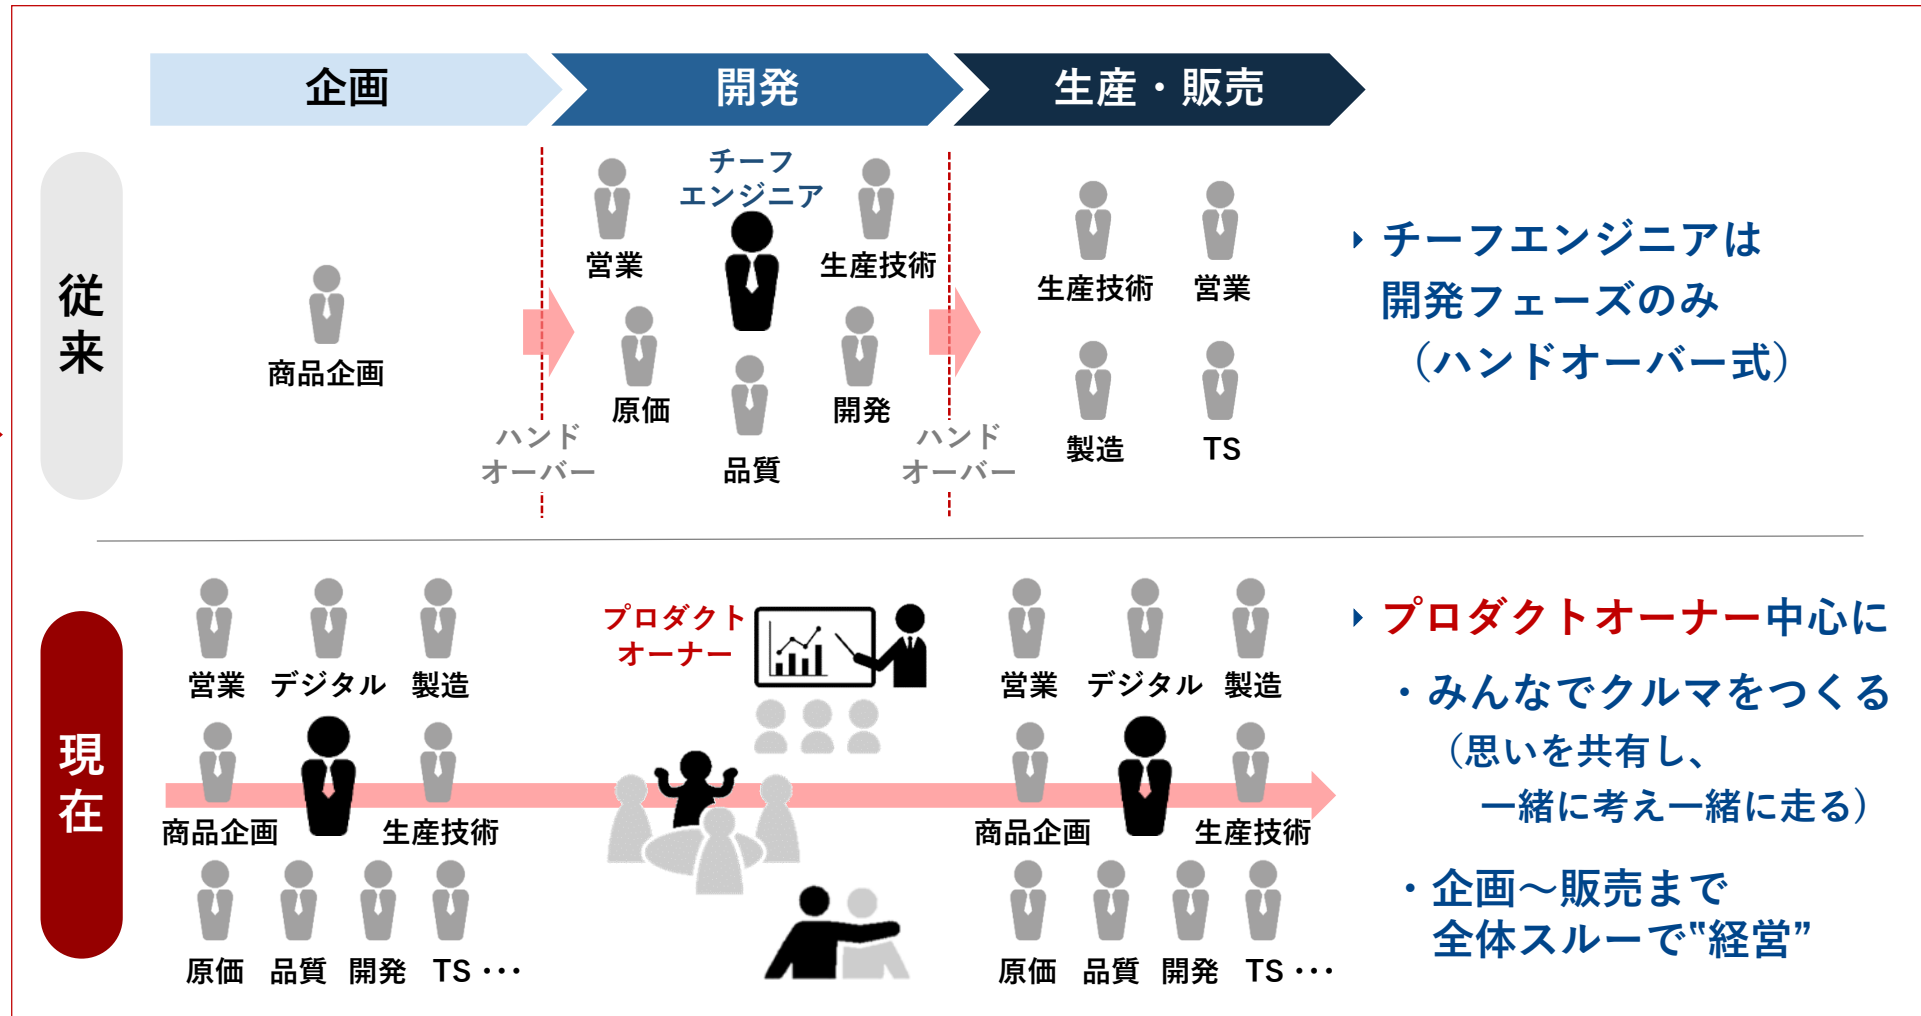 企画
開発
生産・販売
従来
商品企画
ハンド
オーバー
チーフ
エンジニア
営業
生産技術
原価
開発
品質
ハンド
オーバー
生産技術
営業
製造
TS
チーフエンジニアは
開発フェーズのみ
（ハンドオーバー式）
現在
営業
デジタル
製造
商品企画
生産技術
原価
品質
開発
TS ･･･
プロダクト
オーナー
営業
デジタル
製造
商品企画
生産技術
原価
品質
開発
TS ･･･
プロダクトオーナー中心に
・みんなでクルマをつくる
（思いを共有し、
一緒に考え一緒に走る）
・企画～販売まで
全体スルーで‟経営”